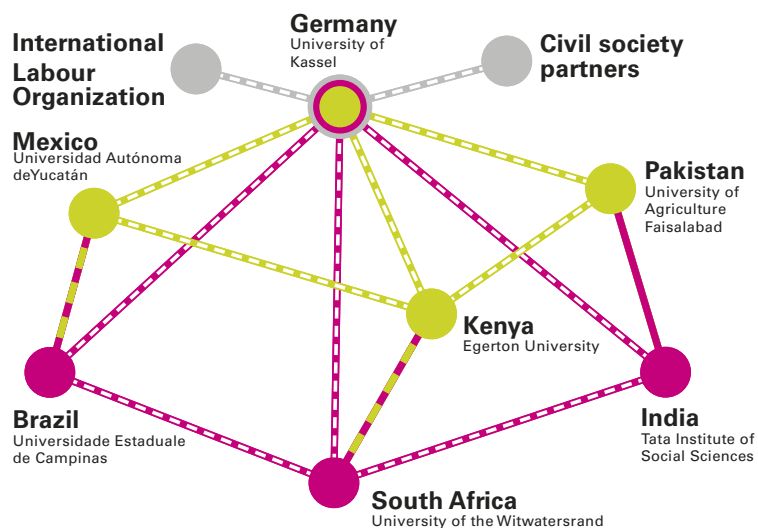 International
Labour
Organization
Germany
University of
Kassel
Civil society
partners
Mexico
Universidad Autónoma
deYucatán
Pakistan
University of
Agriculture
Faisalabad
Kenya
Egerton University
Brazil
Universidade Estaduale
de Campinas
India
Tata Institute of
Social Sciences
South Africa
University of the Witwatersrand